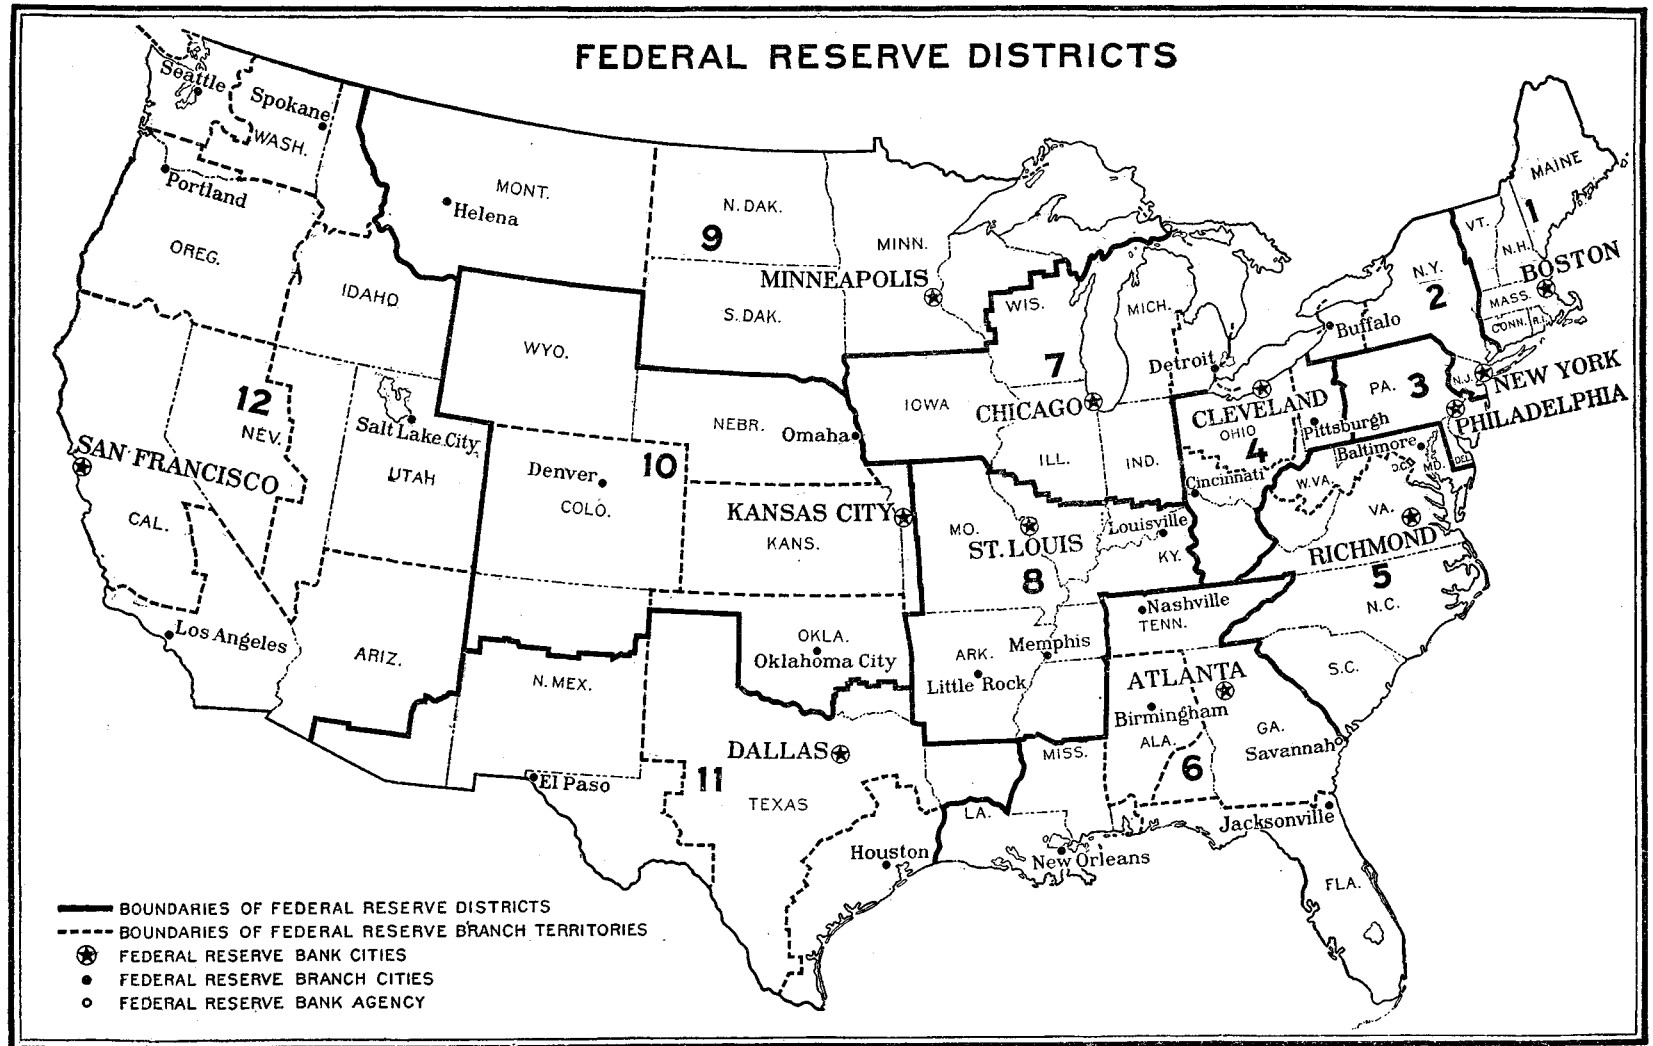 FEDERAL RESERVE DISTRICTS
Seattle
Spokane
WASH.
Portland
OREG.
IDAHO
MONT.
Helena
N. DAK.
9
MINN.
MINNEAPOLIS
S. DAK.
WYO.
WIS.
MICH.
7
Detroit
MAINE
VT.
1
N.H.
BOSTON
MASS.
CONN.
R.I.
N.Y.
2
Buffalo
PA.
3
N.J.
NEW YORK
PHILADELPHIA
12
NEV.
SAN FRANCISCO
CAL.
Salt Lake City
UTAH
Los Angeles
ARIZ.
Denver
10
COLO.
NEBR.
Omaha
IOWA
CHICAGO
ILL.
IND.
CLEVELAND
OHIO
4
Cincinnati
Pittsburgh
Baltimore
D.C.
MD.
DEL.
W.VA.
VA.
RICHMOND
5
N.C.
S.C.
KANSAS CITY
KANS.
MO.
ST. LOUIS
8
Louisville
KY.
Nashville
TENN.
Memphis
ARK.
Little Rock
OKLA.
Oklahoma City
N. MEX.
El Paso
DALLAS
11
TEXAS
Houston
LA.
New Orleans
MISS.
ATLANTA
Birmingham
ALA.
6
GA.
Savannah
Jacksonville
FLA.
BOUNDARIES OF FEDERAL RESERVE DISTRICTS
BOUNDARIES OF FEDERAL RESERVE BRANCH TERRITORIES
FEDERAL RESERVE BANK CITIES
FEDERAL RESERVE BRANCH CITIES
FEDERAL RESERVE BANK AGENCY